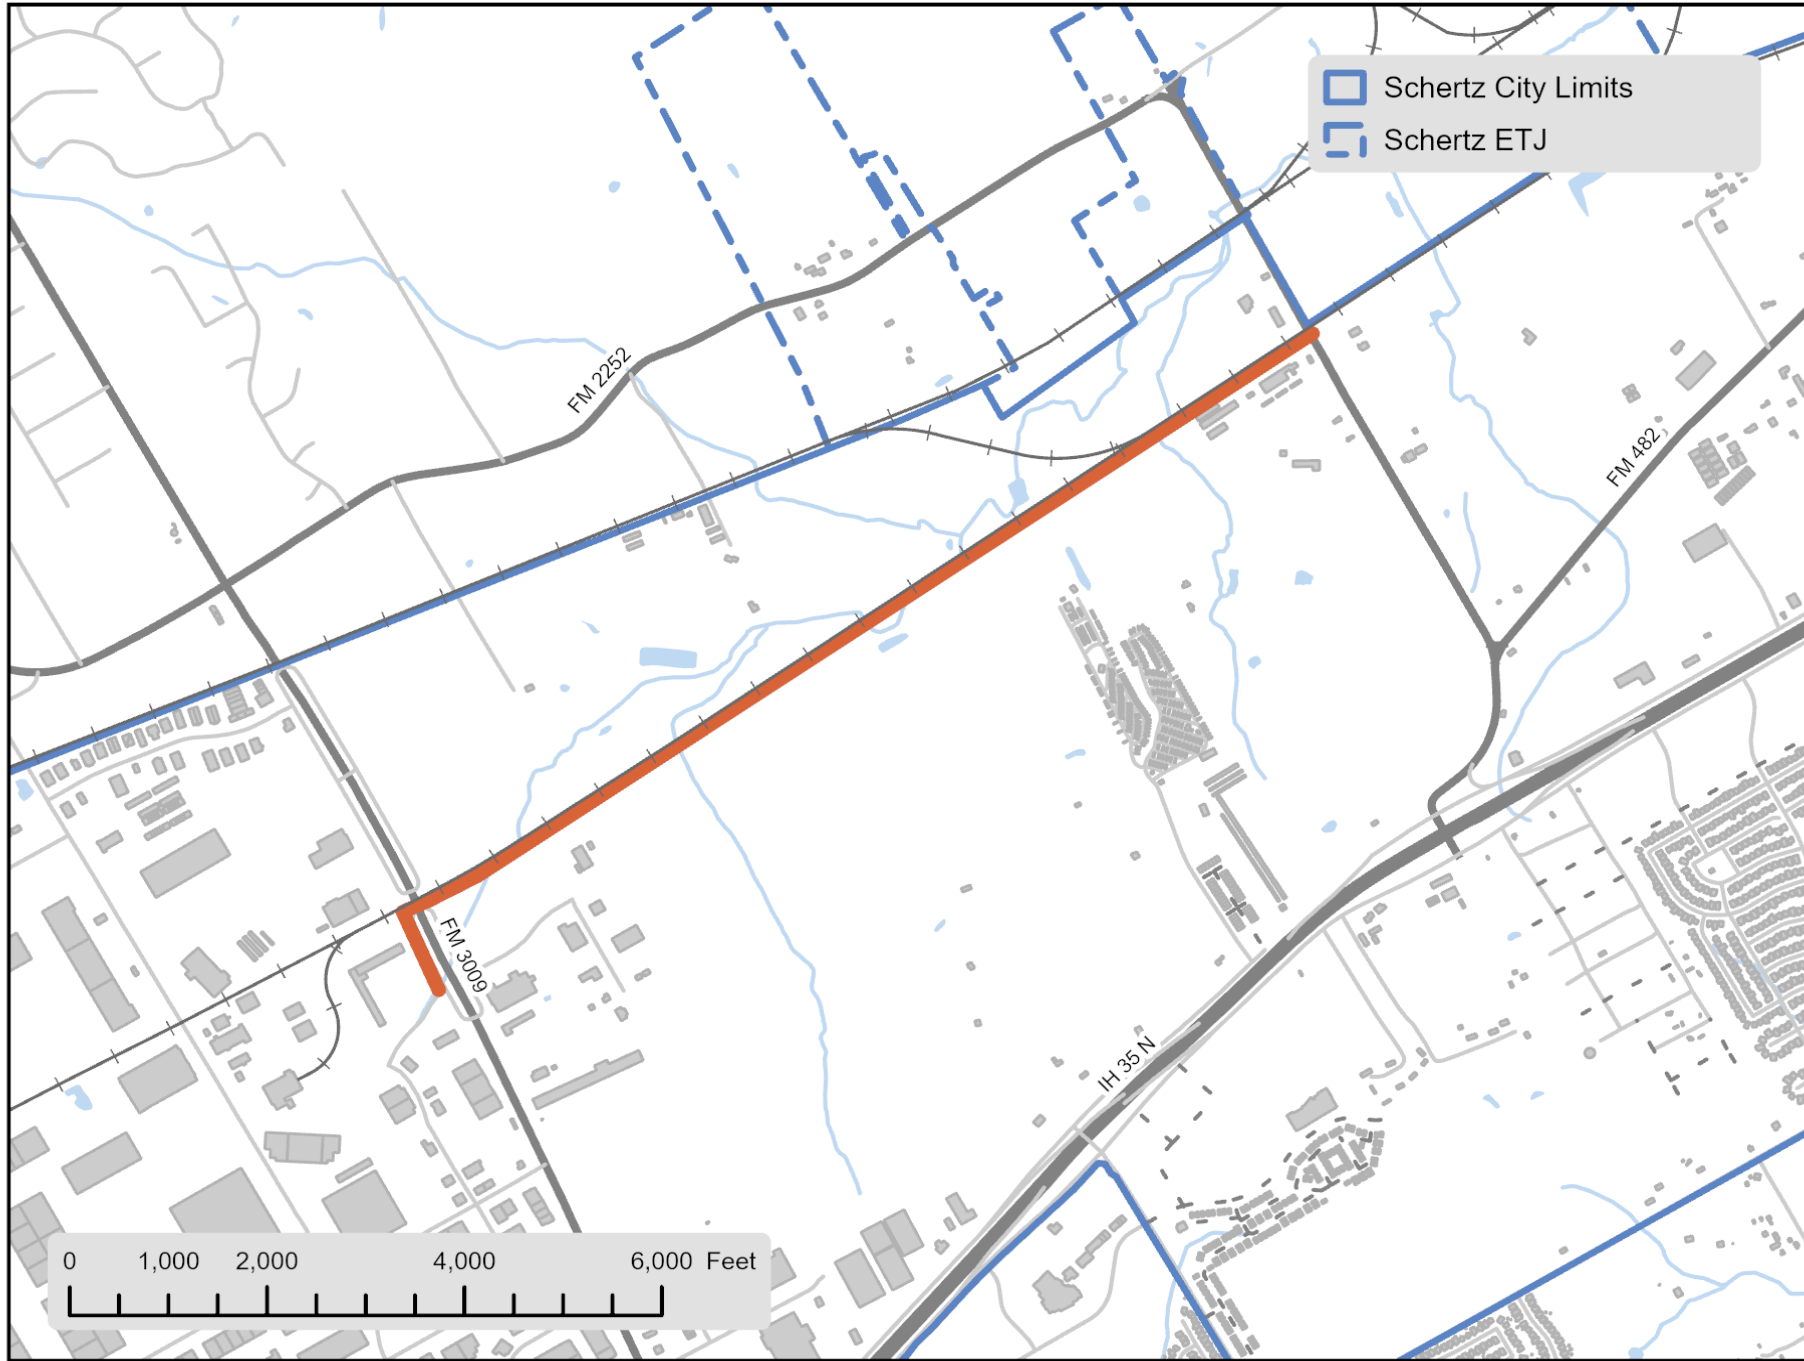 Schertz City Limits
Schertz ETJ
FM 2252
FM 482
FM 3009
IH 35 N
0 1,000 2,000 4,000 6,000 Feet